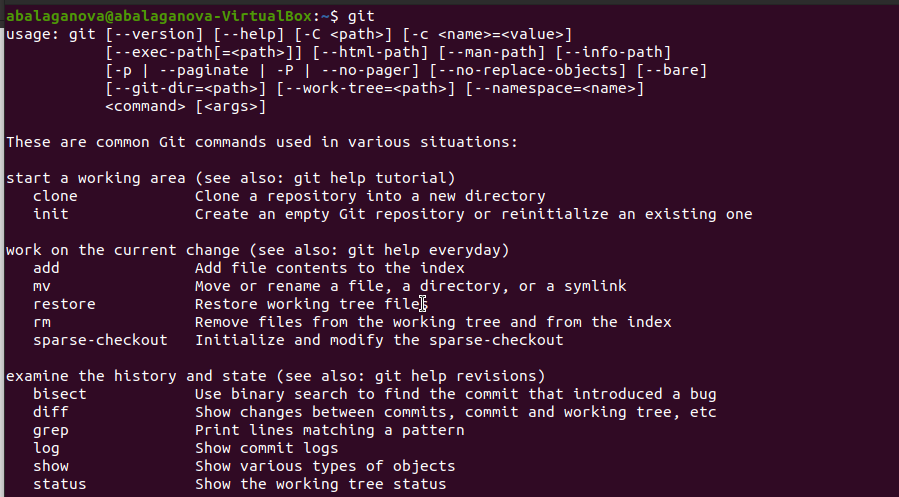 abalaganova@abalaganova-VirtualBox:~$ git
usage: git [--version] [--help] [-C <path>] [-c <name>=<value>]
           [--exec-path[=<path>]] [--html-path] [--man-path] [--info-path]
           [-p | --paginate | -P | --no-pager] [--no-replace-objects] [--bare]
           [--git-dir=<path>] [--work-tree=<path>] [--namespace=<name>]
           <command> [<args>]

These are common Git commands used in various situations:

start a working area (see also: git help tutorial)
   clone             Clone a repository into a new directory
   init              Create an empty Git repository or reinitialize an existing one

work on the current change (see also: git help everyday)
   add               Add file contents to the index
   mv                Move or rename a file, a directory, or a symlink
   restore           Restore working tree files
   rm                Remove files from the working tree and from the index
   sparse-checkout   Initialize and modify the sparse-checkout

examine the history and state (see also: git help revisions)
   bisect            Use binary search to find the commit that introduced a bug
   diff              Show changes between commits, commit and working tree, etc
   grep              Print lines matching a pattern
   log               Show commit logs
   show              Show various types of objects
   status            Show the working tree status